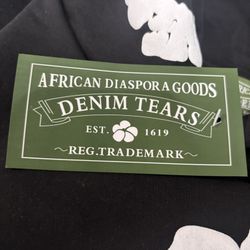 AFRICAN DIASPORA GOODS
DENIM TEARS
EST. 1619
~REG.TRADEMARK~